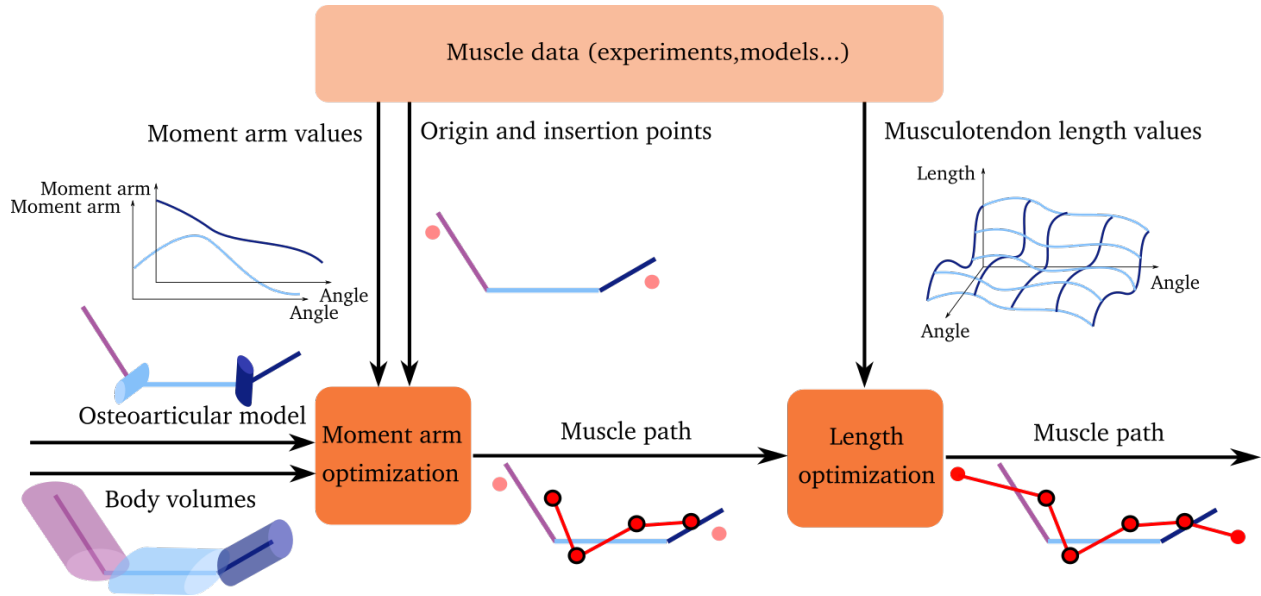 Muscle data (experiments,models...)
Moment arm values
Origin and insertion points
Musculotendon length values
Moment arm
Moment arm
Angle
Angle
Length
Angle
Angle
Osteoarticular model
Body volumes
Moment arm
optimization
Muscle path
Length
optimization
Muscle path